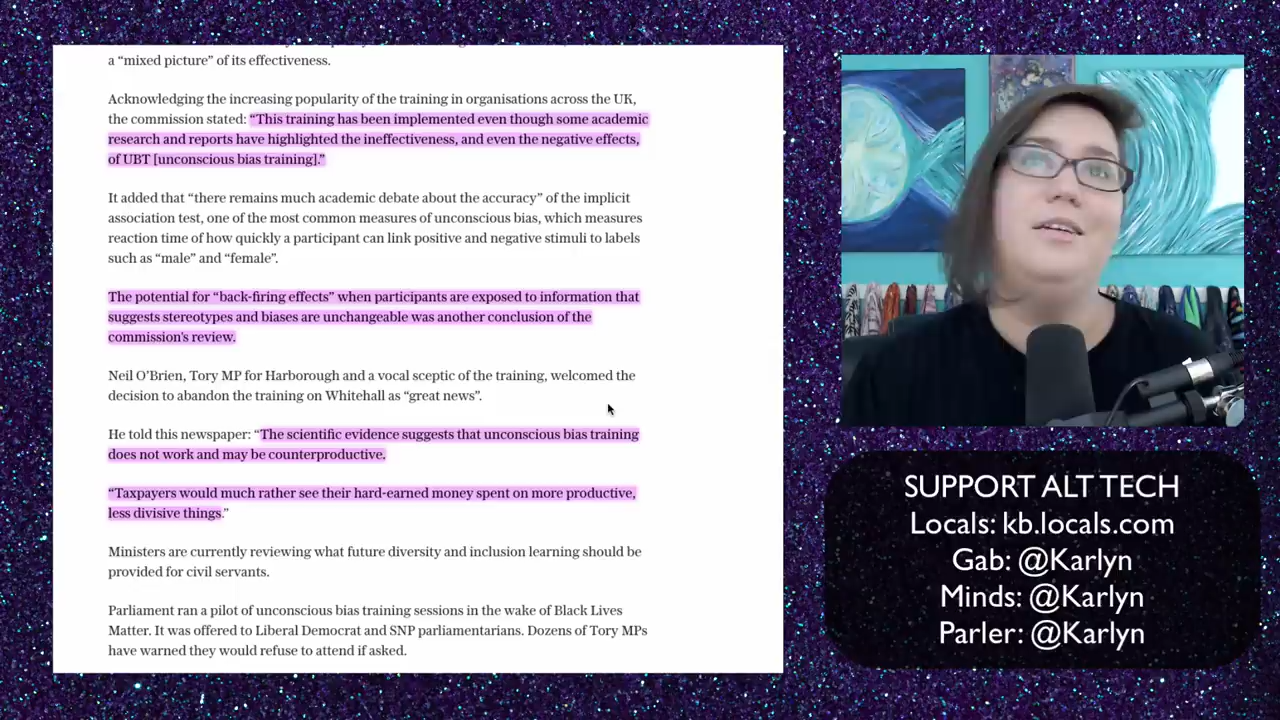 a “mixed picture” of its effectiveness.
Acknowledging the increasing popularity of the training in organisations across the UK,
the commission stated: “This training has been implemented even though some academic
research and reports have highlighted the ineffectiveness, and even the negative effects,
of UBT [unconscious bias training].”
It added that “there remains much academic debate about the accuracy” of the implicit
association test, one of the most common measures of unconscious bias, which measures
reaction time of how quickly a participant can link positive and negative stimuli to labels
such as “male” and “female”.
The potential for “back-firing effects” when participants are exposed to information that
suggests stereotypes and biases are unchangeable was another conclusion of the
commission’s review.
Neil O’Brien, Tory MP for Harborough and a vocal sceptic of the training, welcomed the
decision to abandon the training on Whitehall as “great news”.
He told this newspaper: “The scientific evidence suggests that unconscious bias training
does not work and may be counterproductive.
“Taxpayers would much rather see their hard-earned money spent on more productive,
less divisive things.”
Ministers are currently reviewing what future diversity and inclusion learning should be
provided for civil servants.
Parliament ran a pilot of unconscious bias training sessions in the wake of Black Lives
Matter. It was offered to Liberal Democrat and SNP parliamentarians. Dozens of Tory MPs
have warned they would refuse to attend if asked.
SUPPORT ALT TECH
Locals: kb.locals.com
Gab: @Karlyn
Minds: @Karlyn
Parler: @Karlyn